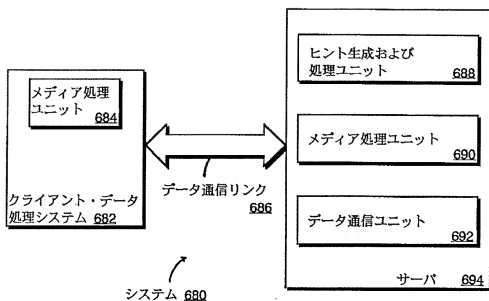 メディア処理
ユニット 684
クライアント・データ
処理システム 682
データ通信リンク
686
ヒント生成および
処理ユニット 688
メディア処理ユニット
690
データ通信ユニット
692
サーバ 694
システム 680